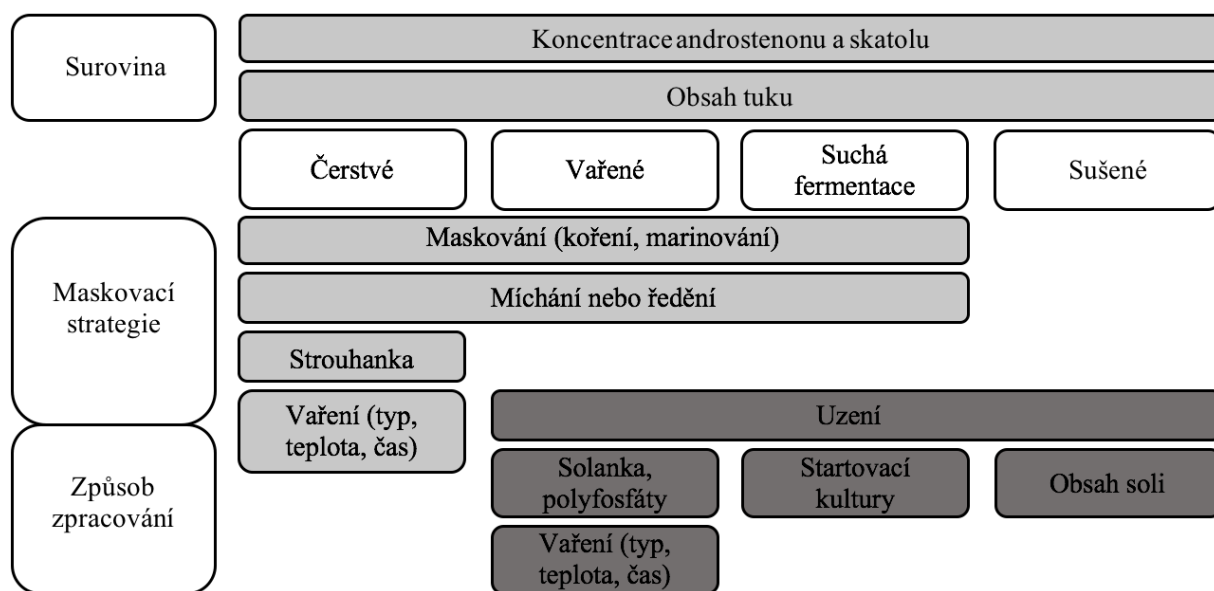 Surovina
Koncentrace androstenonu a skatolu
Obsah tuku
Čerstvé
Vařené
Suchá
fermentace
Sušené
Maskovací
strategie
Maskování (koření, marinování)
Míchání nebo ředění
Strouhanka
Vaření (typ,
teplota, čas)
Uzení
Způsob
zpracování
Solanka,
polyfosfáty
Startovací
kultury
Obsah soli
Vaření (typ,
teplota, čas)